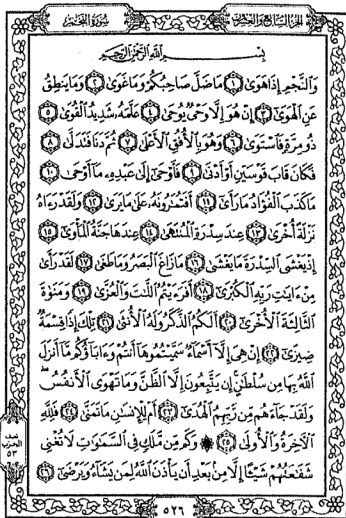 الجزء السابع والعشرون
سورة النجم
بسم الله الرحمن الرحيم
وَالنَّجْمِ إِذَا هَوَىٰ ١ مَا ضَلَّ صَاحِبُكُمْ وَمَا غَوَىٰ ٢ وَمَا يَنطِقُ
عَنِ الْهَوَىٰ ٣ إِنْ هُوَ إِلَّا وَحْيٌ يُوحَىٰ ٤ عَلَّمَهُ شَدِيدُ الْقُوَىٰ ٥
ذُو مِرَّةٍ فَاسْتَوَىٰ ٦ وَهُوَ بِالْأُفُقِ الْأَعْلَىٰ ٧ ثُمَّ دَنَا فَتَدَلَّىٰ ٨
فَكَانَ قَابَ قَوْسَيْنِ أَوْ أَدْنَىٰ ٩ فَأَوْحَىٰ إِلَىٰ عَبْدِهِ مَا أَوْحَىٰ ١٠
مَا كَذَبَ الْفُؤَادُ مَا رَأَىٰ ١١ أَفَتُمَارُونَهُ عَلَىٰ مَا يَرَىٰ ١٢ وَلَقَدْ رَآهُ
نَزْلَةً أُخْرَىٰ ١٣ عِندَ سِدْرَةِ الْمُنتَهَىٰ ١٤ عِندَهَا جَنَّةُ الْمَأْوَىٰ ١٥
إِذْ يَغْشَى السِّدْرَةَ مَا يَغْشَىٰ ١٦ مَا زَاغَ الْبَصَرُ وَمَا طَغَىٰ ١٧ لَقَدْ رَأَىٰ
مِنْ آيَاتِ رَبِّهِ الْكُبْرَىٰ ١٨ أَفَرَأَيْتُمُ اللَّاتَ وَالْعُزَّىٰ ١٩ وَمَنَاةَ
الثَّالِثَةَ الْأُخْرَىٰ ٢٠ أَلَكُمُ الذَّكَرُ وَلَهُ الْأُنثَىٰ ٢١ تِلْكَ إِذًا قِسْمَةٌ
ضِيزَىٰ ٢٢ إِنْ هِيَ إِلَّا أَسْمَاءٌ سَمَّيْتُمُوهَا أَنتُمْ وَآبَاؤُكُم مَّا أَنزَلَ
اللَّهُ بِهَا مِن سُلْطَانٍ إِن يَتَّبِعُونَ إِلَّا الظَّنَّ وَمَا تَهْوَى الْأَنفُسُ
وَلَقَدْ جَاءَهُم مِّن رَّبِّهِمُ الْهُدَىٰ ٢٣ أَمْ لِلْإِنسَانِ مَا تَمَنَّىٰ ٢٤ فَلِلَّهِ
الْآخِرَةُ وَالْأُولَىٰ ٢٥ ۞ وَكَم مِّن مَّلَكٍ فِي السَّمَاوَاتِ لَا تُغْنِي
شَفَاعَتُهُمْ شَيْئًا إِلَّا مِن بَعْدِ أَن يَأْذَنَ اللَّهُ لِمَن يَشَاءُ وَيَرْضَىٰ ٢٦
نصف
الحزب
٥٣
٥٢٦